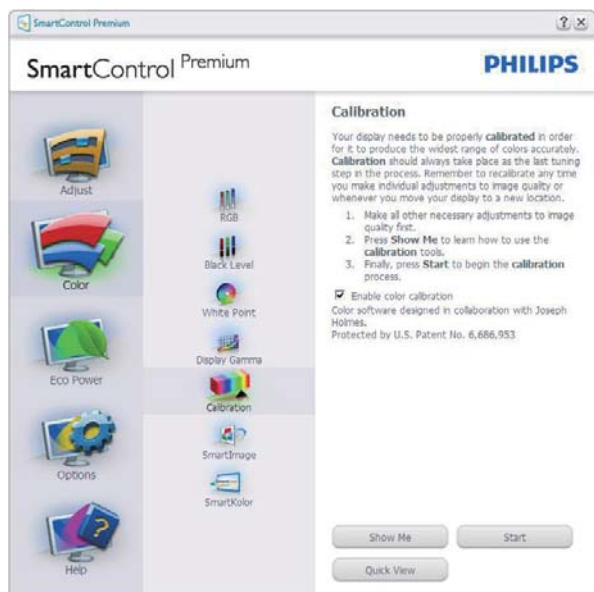 SmartControl Premium
SmartControl Premium
PHILIPS
Adjust
Color
Eco Power
Options
Help
RGB
Black Level
White Point
Display Gamma
Calibration
SmartImage
SmartKolor
Calibration
Your display needs to be properly calibrated in order
for it to produce the widest range of colors accurately.
Calibration should always take place as the last tuning
step in the process. Remember to recalibrate any time
you make individual adjustments to image quality or
whenever you move your display to a new location.
1. Make all other necessary adjustments to image
quality first.
2. Press Show Me to learn how to use the
calibration tools.
3. Finally, press Start to begin the calibration
process.
Enable color calibration
Color software designed in collaboration with Joseph
Holmes.
Protected by U.S. Patent No. 6,686,953
Show Me
Start
Quick View